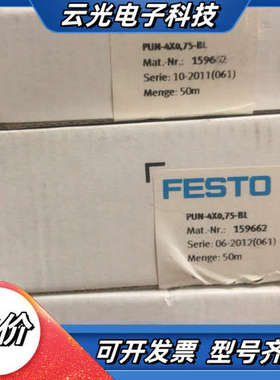 云光电子科技
PUN-4X0,75-BL
Mat.-Nr.: 159662
Serie: 10-2011(061)
Menge: 50m
FESTO
PUN-4X0,75-BL
Mat.-Nr.: 159662
Serie: 06-2012(061)
Menge: 50m
价
可开发票 型号齐